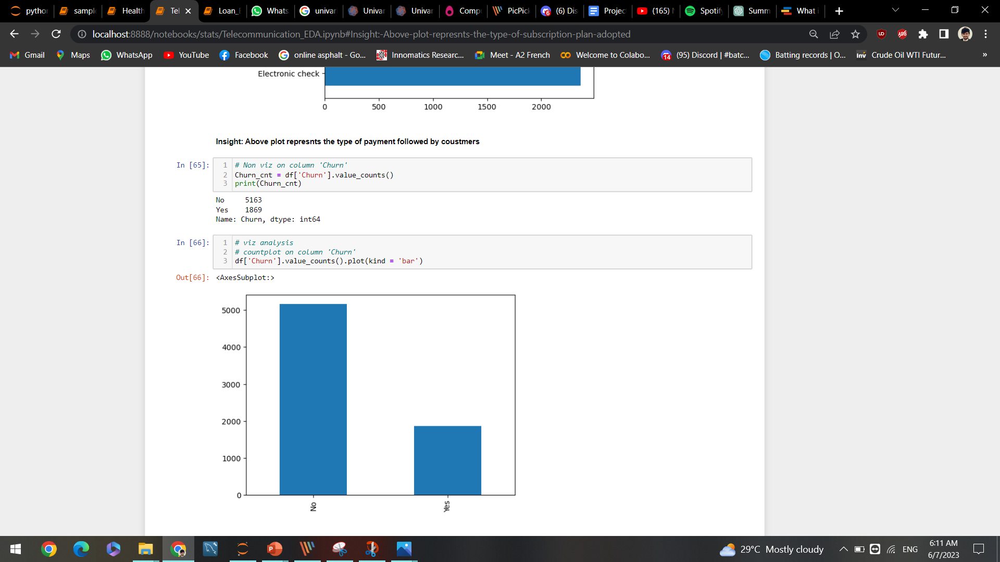 pythor
sample
Health
Tel
Loan_E
Whats
univar
Univar
Univar
Comp
PicPick
(6) Dis
Projec
(165)
Spotify
Summ
What i
localhost:8888/notebooks/stats/Telecommunication_EDA.ipynb#Insight:-Above-plot-represnts-the-type-of-subscription-plan-adopted
Gmail
Maps
WhatsApp
YouTube
Facebook
online asphalt - Go...
Innomatics Researc...
Meet - A2 French
Welcome to Colabo...
14
(95) Discord | #batc...
Batting records | O...
Inv
Crude Oil WTI Futur...
»
Electronic check
0 500 1000 1500 2000
Insight: Above plot represnts the type of payment followed by coustmers
In [65]:
1 # Non viz on column 'Churn'
2 Churn_cnt = df['Churn'].value_counts()
3 print(Churn_cnt)
No 5163
Yes 1869
Name: Churn, dtype: int64
In [66]:
1 # viz analysis
2 # countplot on column 'Churn'
3 df['Churn'].value_counts().plot(kind = 'bar')
Out[66]: <AxesSubplot:>
5000
4000
3000
2000
1000
0
No
Yes
29°C Mostly cloudy
ENG
6:11 AM
6/7/2023